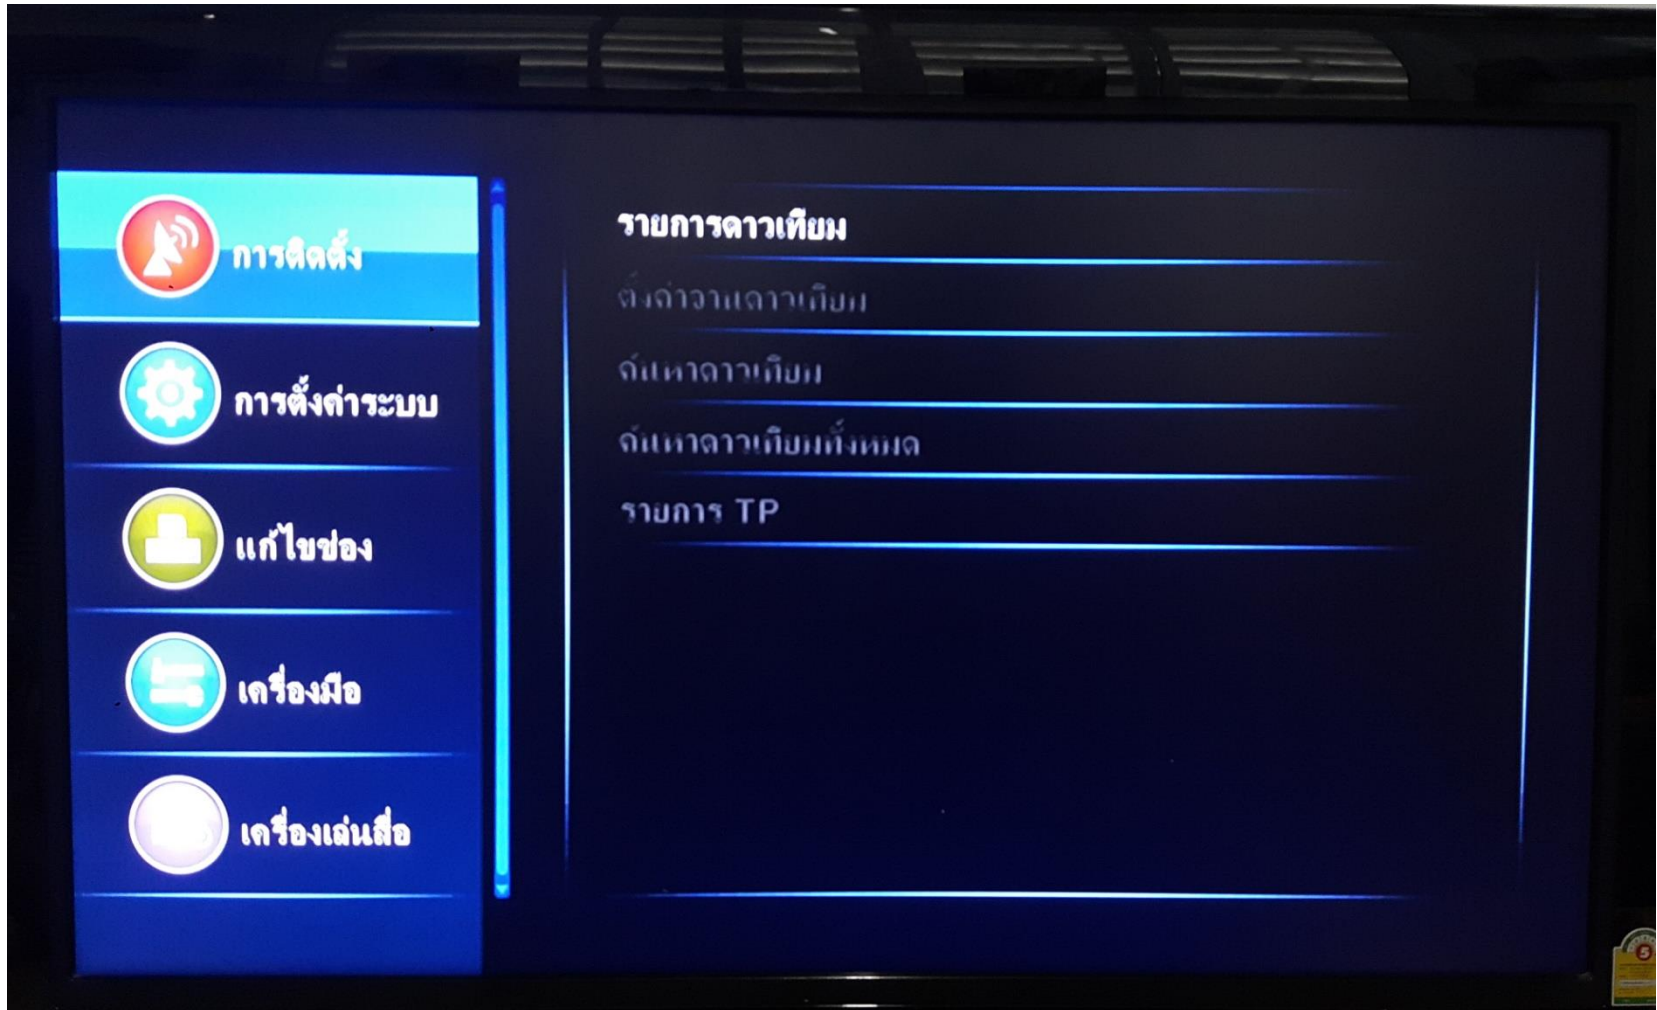 การติดตั้ง
การตั้งค่าระบบ
แก้ไขช่อง
เครื่องมือ
เครื่องเล่นสื่อ
รายการดาวเทียม
ตั้งค่าจานดาวเทียม
ค้นหาดาวเทียม
ค้นหาดาวเทียมทั้งหมด
รายการ TP
5